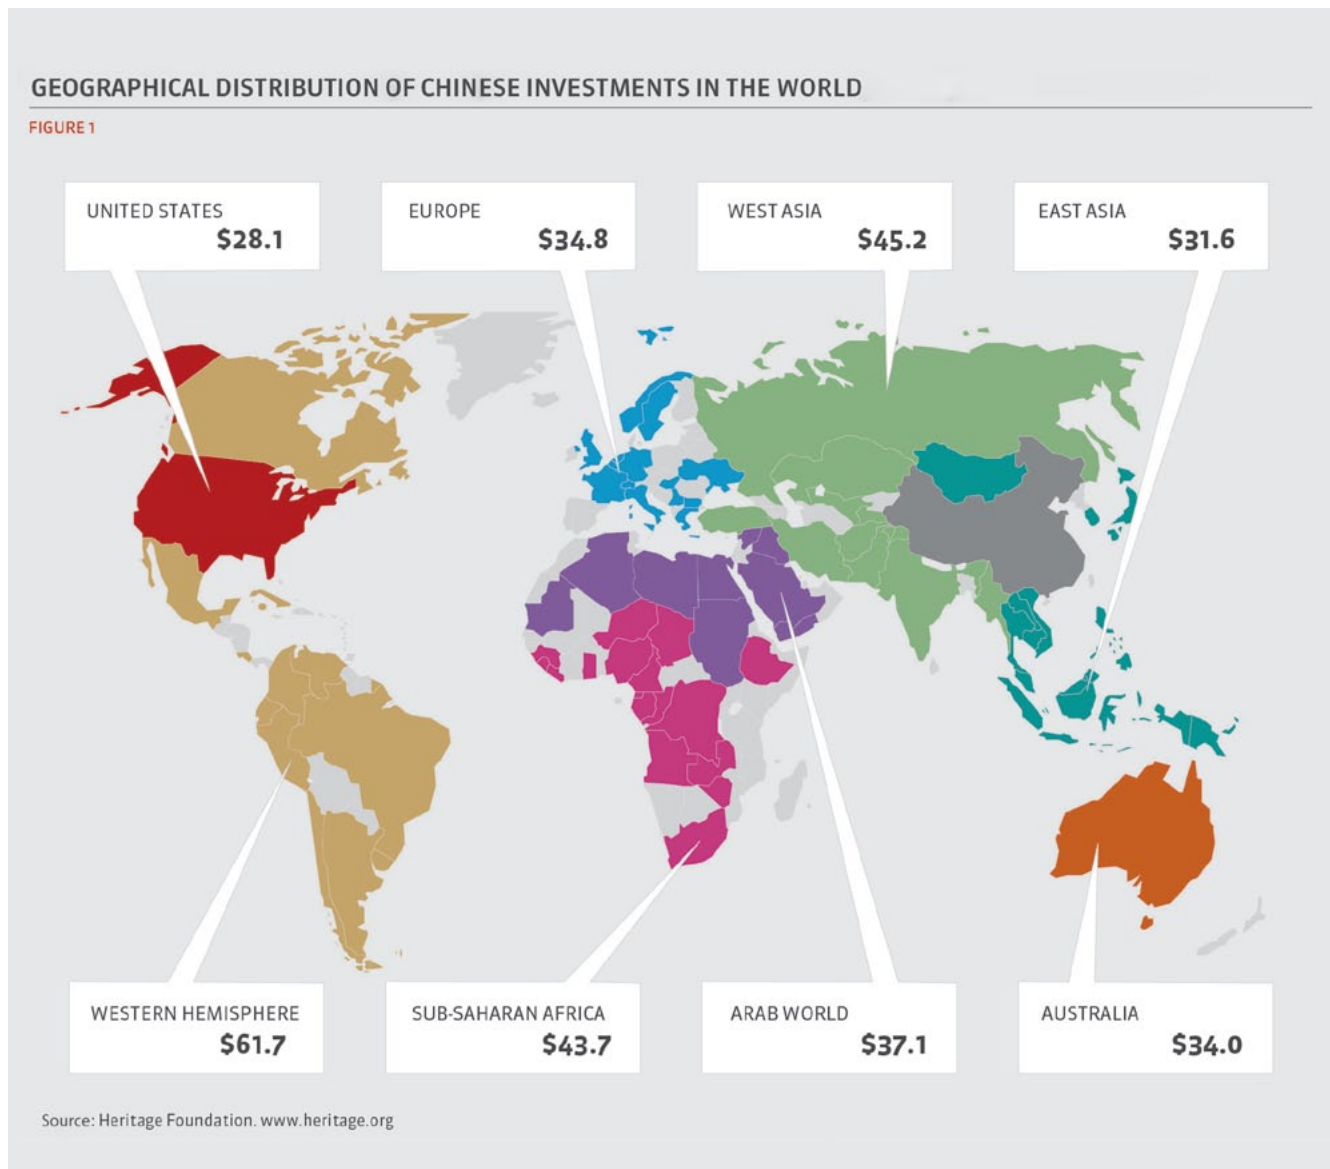 GEOGRAPHICAL DISTRIBUTION OF CHINESE INVESTMENTS IN THE WORLD
FIGURE 1
UNITED STATES
$28.1
EUROPE
$34.8
WEST ASIA
$45.2
EAST ASIA
$31.6
WESTERN HEMISPHERE
$61.7
SUB-SAHARAN AFRICA
$43.7
ARAB WORLD
$37.1
AUSTRALIA
$34.0
Source: Heritage Foundation. www.heritage.org